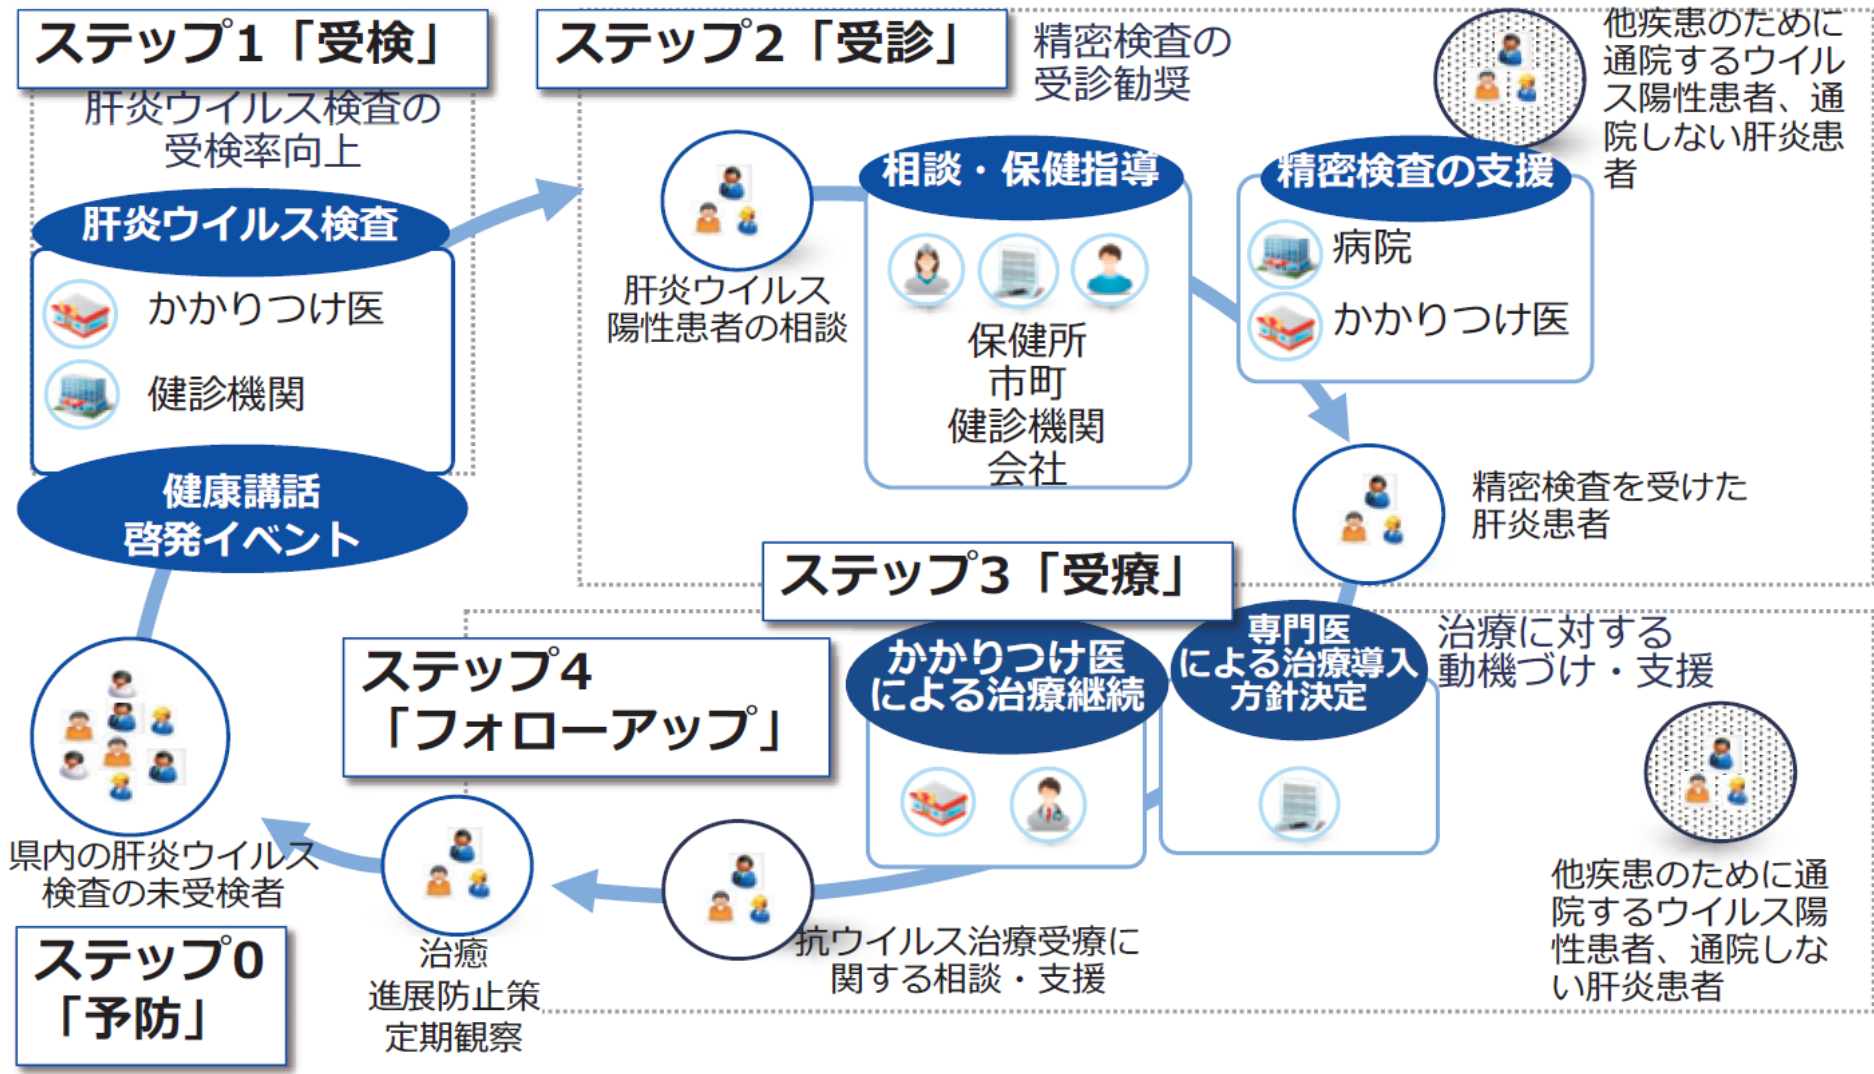 ステップ1「受検」
肝炎ウイルス検査の
受検率向上
肝炎ウイルス検査
かかりつけ医
健診機関
健康講話
啓発イベント
県内の肝炎ウイルス
検査の未受検者
ステップ0
「予防」
ステップ2「受診」
精密検査の
受診勧奨
肝炎ウイルス
陽性患者の相談
相談・保健指導
保健所
市町
健診機関
会社
精密検査の支援
病院
かかりつけ医
他疾患のために
通院するウイル
ス陽性患者、通
院しない肝炎患
者
精密検査を受けた
肝炎患者
ステップ3「受療」
専門医
による治療導入
方針決定
治療に対する
動機づけ・支援
かかりつけ医
による治療継続
他疾患のために通
院するウイルス陽
性患者、通院しな
い肝炎患者
抗ウイルス治療受療に
関する相談・支援
ステップ4
「フォローアップ」
治癒
進展防止策
定期観察